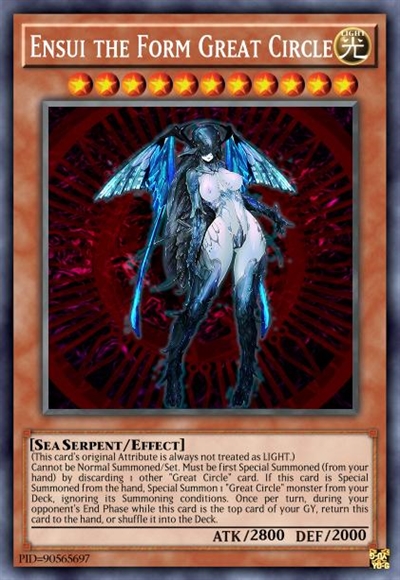 ENSUI THE FORM GREAT CIRCLE
LIGHT
光
[SEA SERPENT/EFFECT]
(This card's original Attribute is always not treated as LIGHT.)
Cannot be Normal Summoned/Set. Must be first Special Summoned (from your
hand) by discarding 1 other "Great Circle" card. If this card is Special
Summoned from the hand, Special Summon 1 "Great Circle" monster from your
Deck, ignoring its Summoning conditions. Once per turn, during your
opponent's End Phase while this card is the top card of your GY, return
this card to the hand, or shuffle it into the Deck.
ATK/2800 DEF/2000
PID=90565697